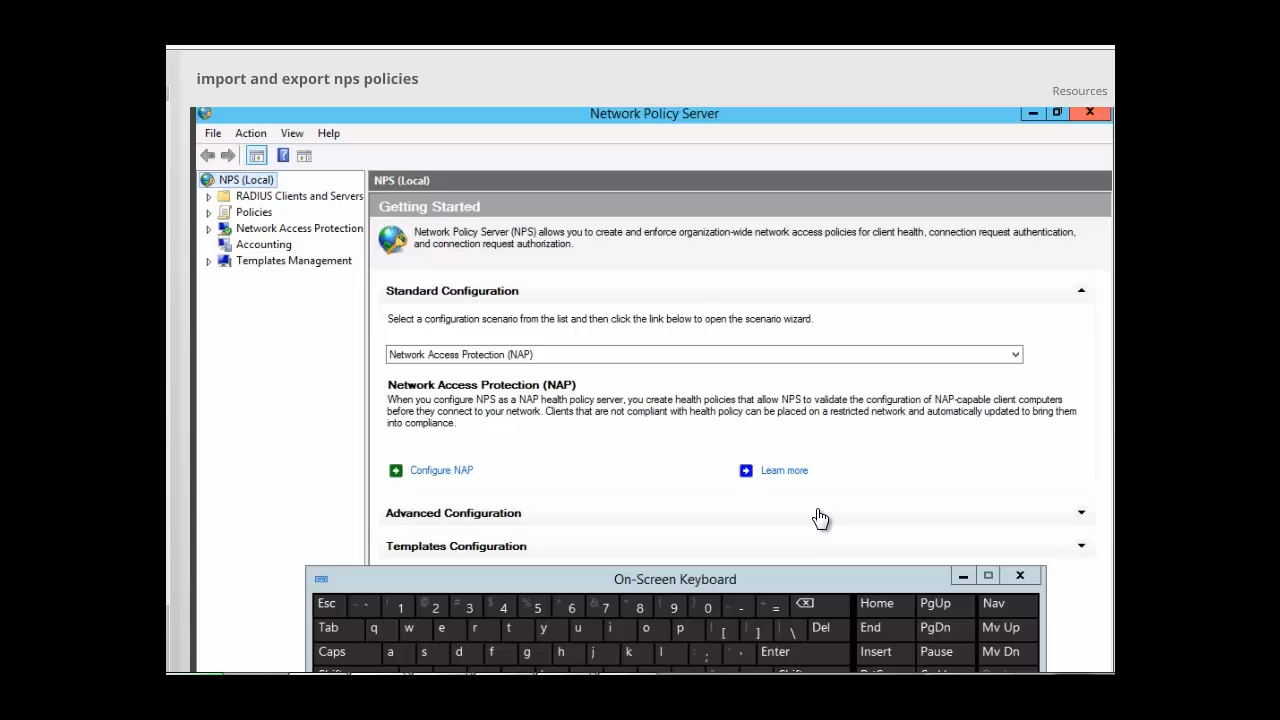 import and export nps policies
Resources
Network Policy Server
File Action View Help
NPS (Local)
RADIUS Clients and Servers
Policies
Network Access Protection
Accounting
Templates Management
NPS (Local)
Getting Started
Network Policy Server (NPS) allows you to create and enforce organization-wide network access policies for client health, connection request authentication,
and connection request authorization.
Standard Configuration
Select a configuration scenario from the list and then click the link below to open the scenario wizard.
Network Access Protection (NAP)
Network Access Protection (NAP)
When you configure NPS as a NAP health policy server, you create health policies that allow NPS to validate the configuration of NAP-capable client computers
before they connect to your network. Clients that are not compliant with health policy can be placed on a restricted network and automatically updated to bring them
into compliance.
Configure NAP
Learn more
Advanced Configuration
Templates Configuration
On-Screen Keyboard
Esc 1 2 3 4 5 6 7 8 9 0 - = Home PgUp Nav
Tab q w e r t y u i o p [ ] \ Del End PgDn Mv Up
Caps a s d f g h j k l ; ' Enter Insert Pause Mv Dn